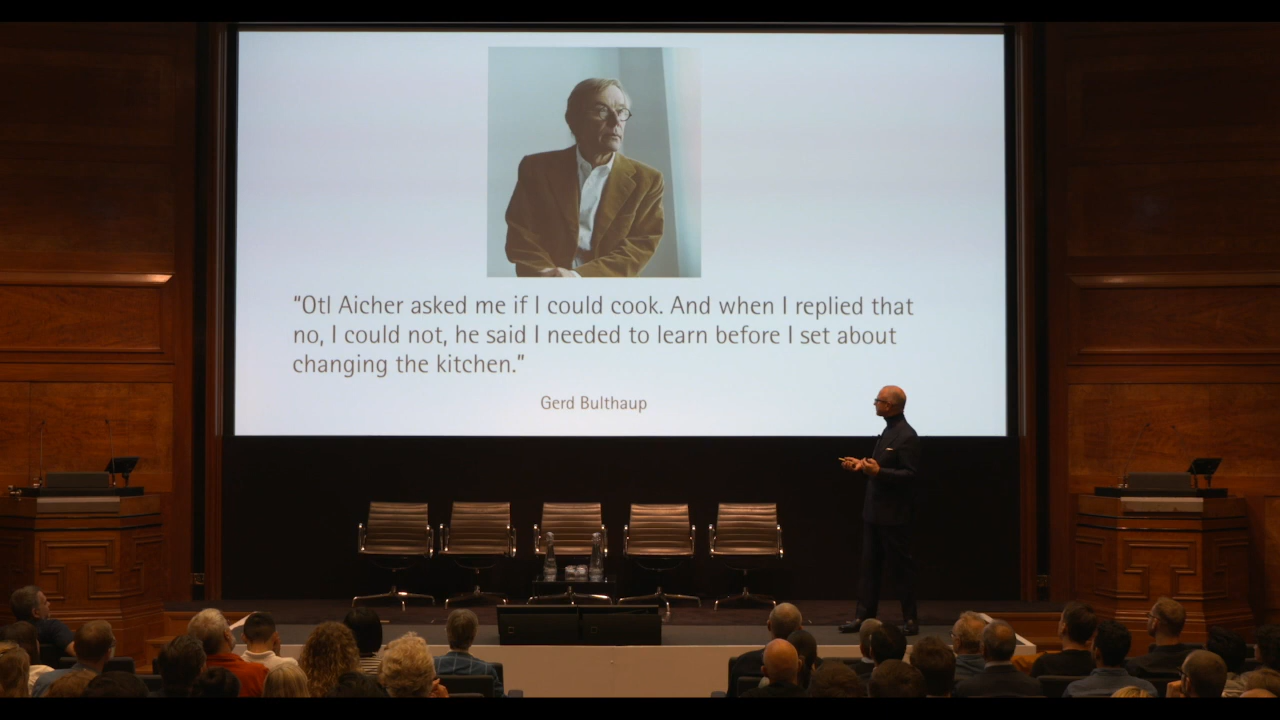 "Otl Aicher asked me if I could cook. And when I replied that
no, I could not, he said I needed to learn before I set about
changing the kitchen."
Gerd Bulthaup